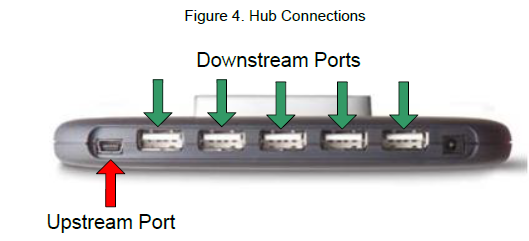 Figure 4. Hub Connections
Downstream Ports
Upstream Port